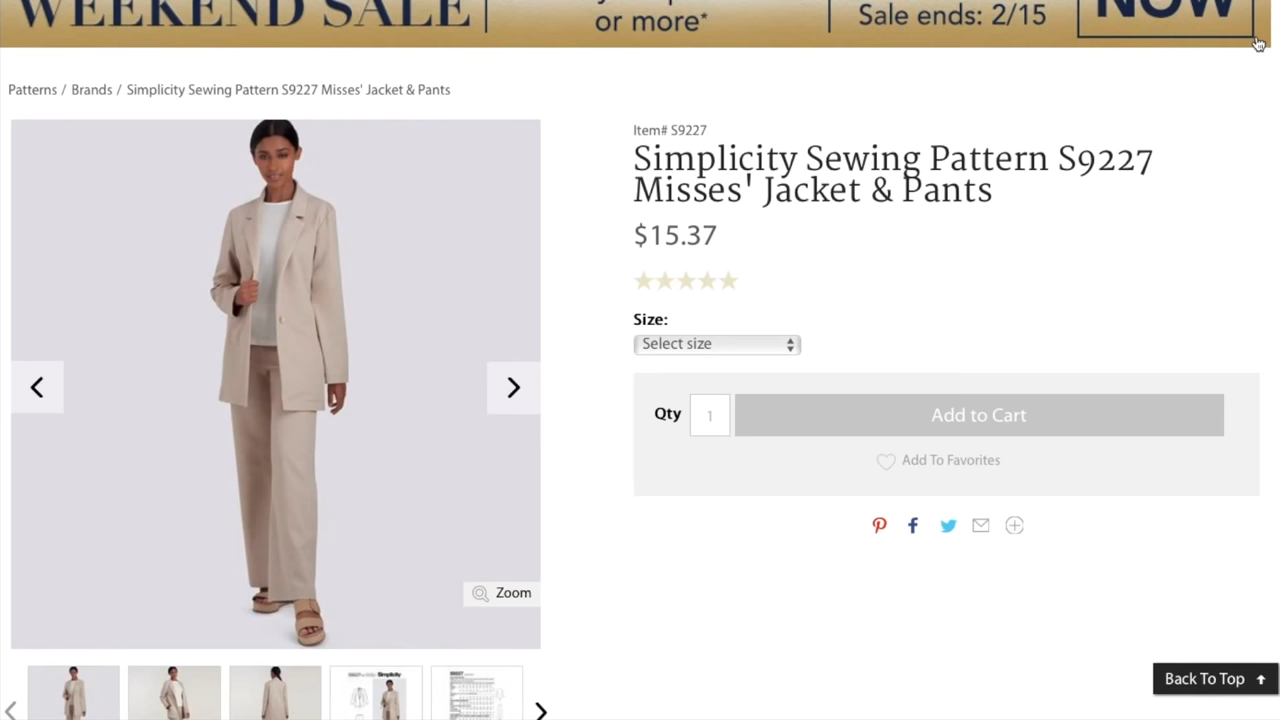 WEEKEND SALE
or more*
Sale ends: 2/15
NOW
Patterns / Brands / Simplicity Sewing Pattern S9227 Misses' Jacket & Pants
Item# S9227
Simplicity Sewing Pattern S9227
Misses' Jacket & Pants
$15.37
Size:
Select size
Qty
1
Add to Cart
Add To Favorites
Zoom
Simplicity
Back To Top